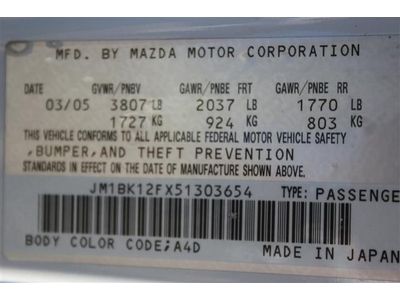 MFD. BY MAZDA MOTOR CORPORATION
DATE GVWR/PNBV GAWR/PNBE FRT GAWR/PNBE RR
03/05 3807 LB 2037 LB 1770 LB
1727 KG 924 KG 803 KG
THIS VEHICLE CONFORMS TO ALL APPLICABLE FEDERAL MOTOR VEHICLE SAFETY
,BUMPER,AND THEFT PREVENTION
STANDARDS IN EFFECT ON THE DATE OF MANUFACTURE SHOWN ABOVE.
JM1BK12FX51303654 TYPE: PASSENGE
BODY COLOR CODE;A4D MADE IN JAPAN